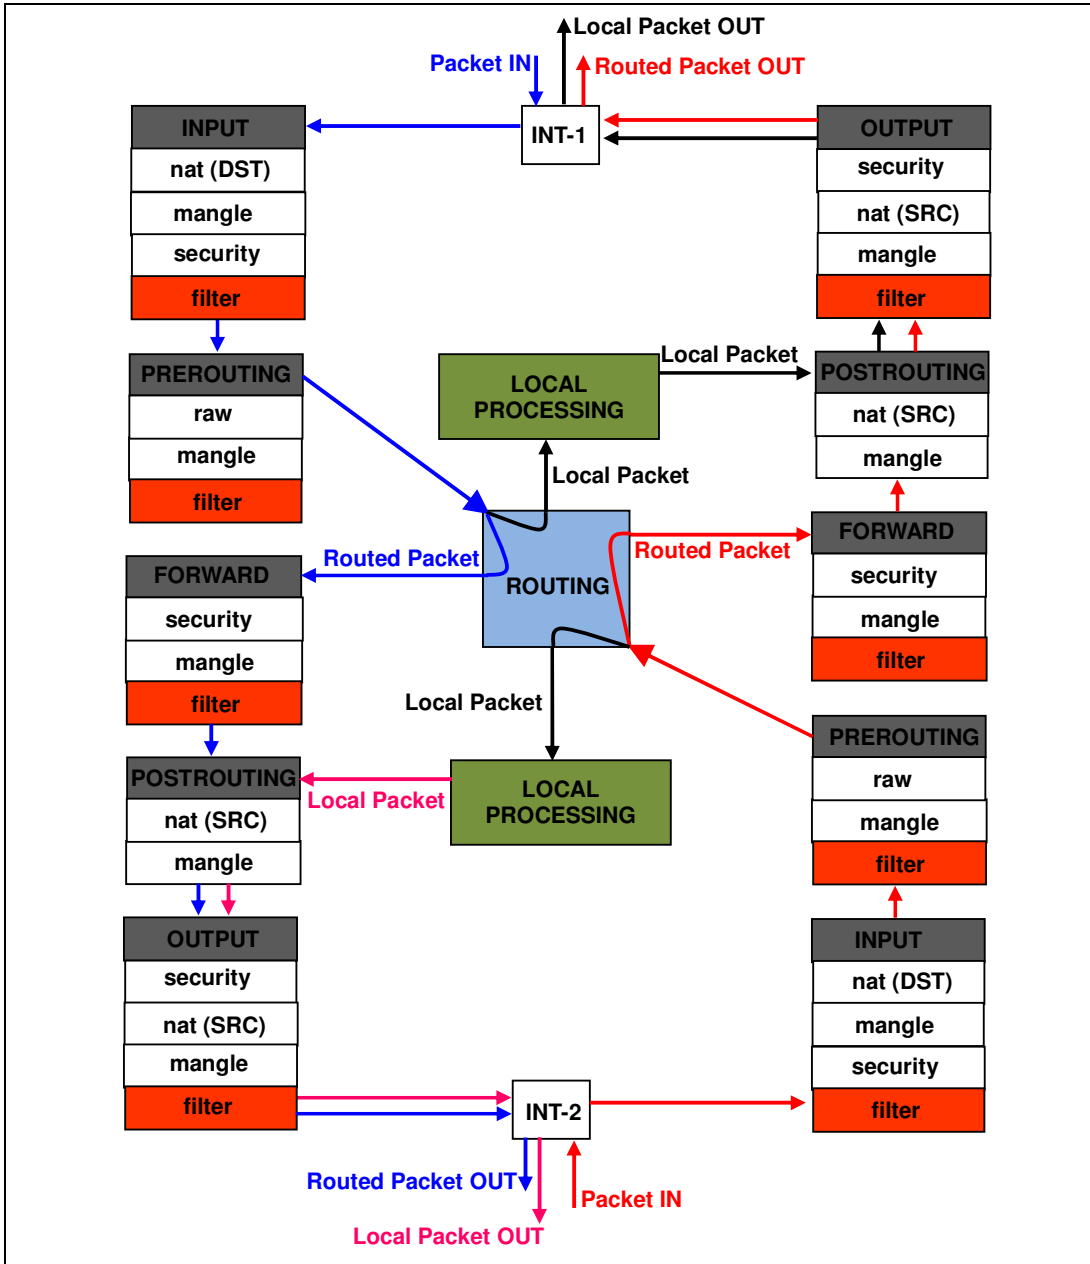 Local Packet OUT
Packet IN
Routed Packet OUT
INT-1
INPUT
nat (DST)
mangle
security
filter
OUTPUT
security
nat (SRC)
mangle
filter
PREROUTING
raw
mangle
filter
LOCAL
PROCESSING
Local Packet
Local Packet
POSTROUTING
nat (SRC)
mangle
Routed Packet
ROUTING
Routed Packet
FORWARD
security
mangle
filter
FORWARD
security
mangle
filter
Local Packet
POSTROUTING
nat (SRC)
mangle
Local Packet
LOCAL
PROCESSING
PREROUTING
raw
mangle
filter
OUTPUT
security
nat (SRC)
mangle
filter
INT-2
INPUT
nat (DST)
mangle
security
filter
Routed Packet OUT
Packet IN
Local Packet OUT